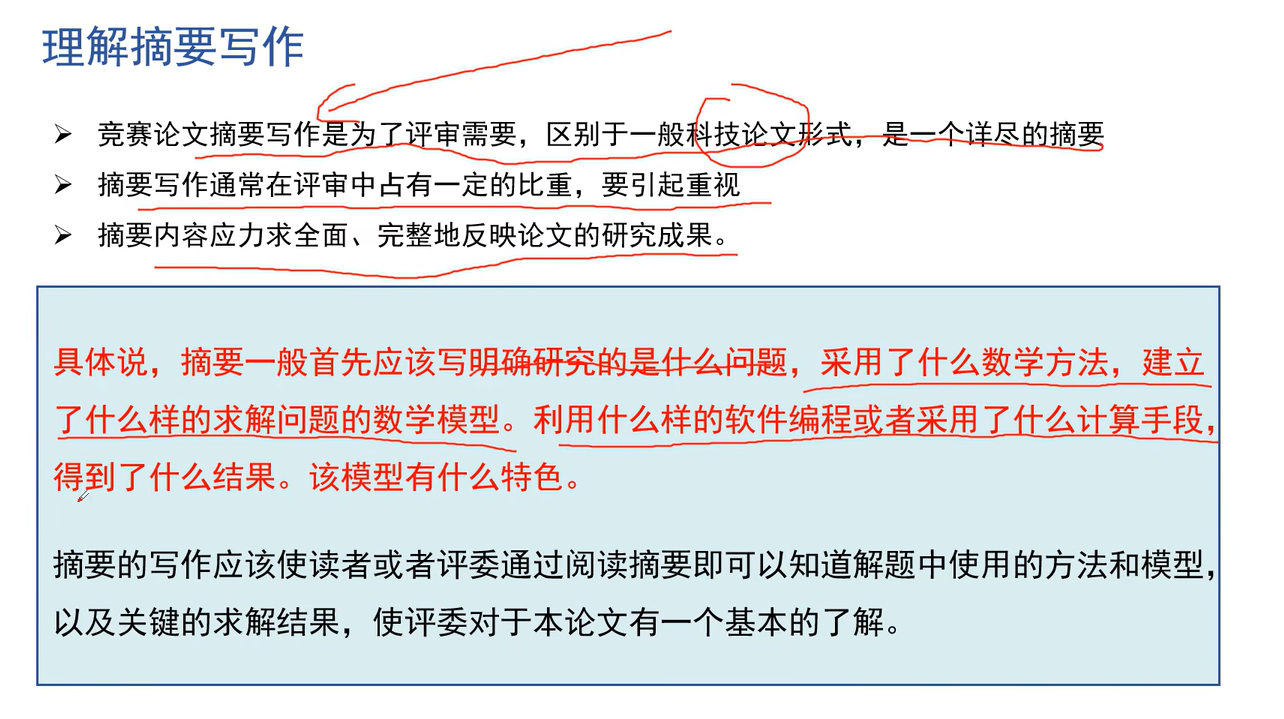 理解摘要写作
➢ 竞赛论文摘要写作是为了评审需要，区别于一般科技论文形式，是一个详尽的摘要
➢ 摘要写作通常在评审中占有一定的比重，要引起重视
➢ 摘要内容应力求全面、完整地反映论文的研究成果。
具体说，摘要一般首先应该写明确研究的是什么问题，采用了什么数学方法，建立
了什么样的求解问题的数学模型。利用什么样的软件编程或者采用了什么计算手段，
得到了什么结果。该模型有什么特色。
摘要的写作应该使读者或者评委通过阅读摘要即可以知道解题中使用的方法和模型，
以及关键的求解结果，使评委对于本论文有一个基本的了解。